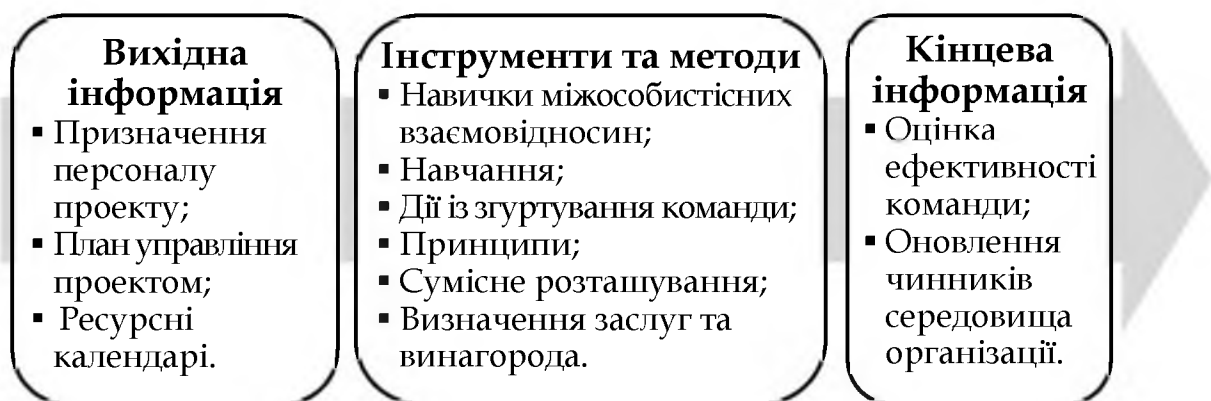 Вихідна
інформація
▪ Призначення
персоналу
проекту;
▪ План управління
проектом;
▪ Ресурсні
календарі.
Інструменти та методи
▪ Навички міжособистісних
взаємовідносин;
▪ Навчання;
▪ Дії із згуртування команди;
▪ Принципи;
▪ Сумісне розташування;
▪ Визначення заслуг та
винагорода.
Кінцева
інформація
▪ Оцінка
ефективності
команди;
▪ Оновлення
чинників
середовища
організації.